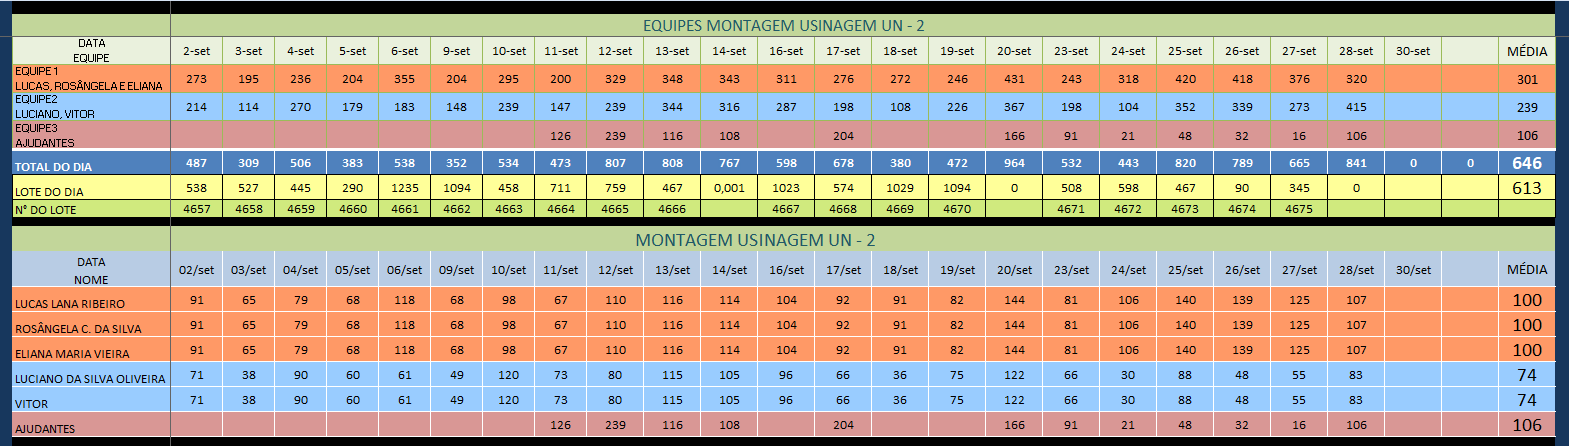 EQUIPES MONTAGEM USINAGEM UN - 2
DATA
EQUIPE 2-set 3-set 4-set 5-set 6-set 9-set 10-set 11-set 12-set 13-set 14-set 16-set 17-set 18-set 19-set 20-set 23-set 24-set 25-set 26-set 27-set 28-set 30-set MÉDIA
EQUIPE 1
LUCAS, ROSÂNGELA E ELIANA 273 195 236 204 355 204 295 200 329 348 343 311 276 272 246 431 243 318 420 418 376 320 301
EQUIPE2
LUCIANO, VITOR 214 114 270 179 183 148 239 147 239 344 316 287 198 108 226 367 198 104 352 339 273 415 239
EQUIPE3
AJUDANTES 126 239 116 108 204 166 91 21 48 32 16 106 106
TOTAL DO DIA 487 309 506 383 538 352 534 473 807 808 767 598 678 380 472 964 532 443 820 789 665 841 0 0 646
LOTE DO DIA 538 527 445 290 1235 1094 458 711 759 467 0,001 1023 574 1029 1094 0 508 598 467 90 345 0 613
N° DO LOTE 4657 4658 4659 4660 4661 4662 4663 4664 4665 4666 4667 4668 4669 4670 4671 4672 4673 4674 4675
MONTAGEM USINAGEM UN - 2
DATA
NOME 02/set 03/set 04/set 05/set 06/set 09/set 10/set 11/set 12/set 13/set 14/set 16/set 17/set 18/set 19/set 20/set 23/set 24/set 25/set 26/set 27/set 28/set 30/set MÉDIA
LUCAS LANA RIBEIRO 91 65 79 68 118 68 98 67 110 116 114 104 92 91 82 144 81 106 140 139 125 107 100
ROSÂNGELA C. DA SILVA 91 65 79 68 118 68 98 67 110 116 114 104 92 91 82 144 81 106 140 139 125 107 100
ELIANA MARIA VIEIRA 91 65 79 68 118 68 98 67 110 116 114 104 92 91 82 144 81 106 140 139 125 107 100
LUCIANO DA SILVA OLIVEIRA 71 38 90 60 61 49 120 73 80 115 105 96 66 36 75 122 66 30 88 48 55 83 74
VITOR 71 38 90 60 61 49 120 73 80 115 105 96 66 36 75 122 66 30 88 48 55 83 74
AJUDANTES 126 239 116 108 204 166 91 21 48 32 16 106 106